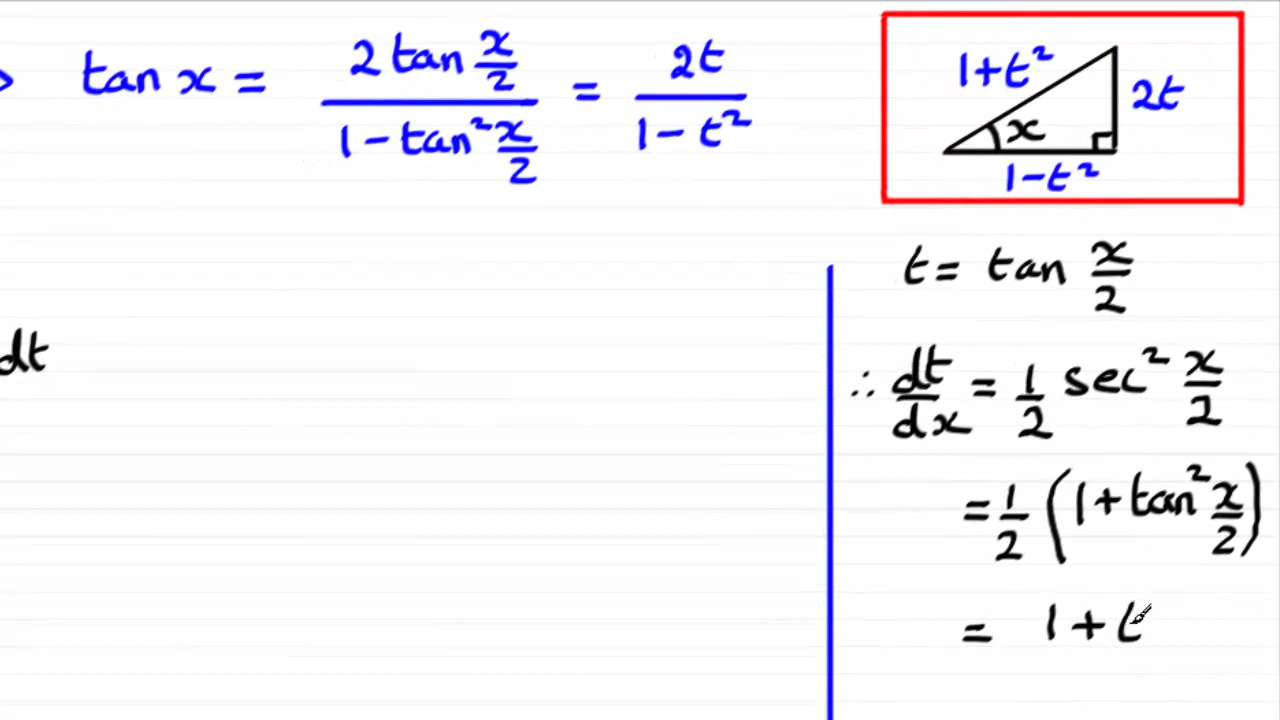 tan x = 2 tan x/2 / 1 - tan² x/2 = 2t / 1 - t²
1+t²
2t
x
1-t²
t = tan x/2
dt
∴ dt/dx = 1/2 sec² x/2
= 1/2 (1 + tan² x/2)
= 1 + t